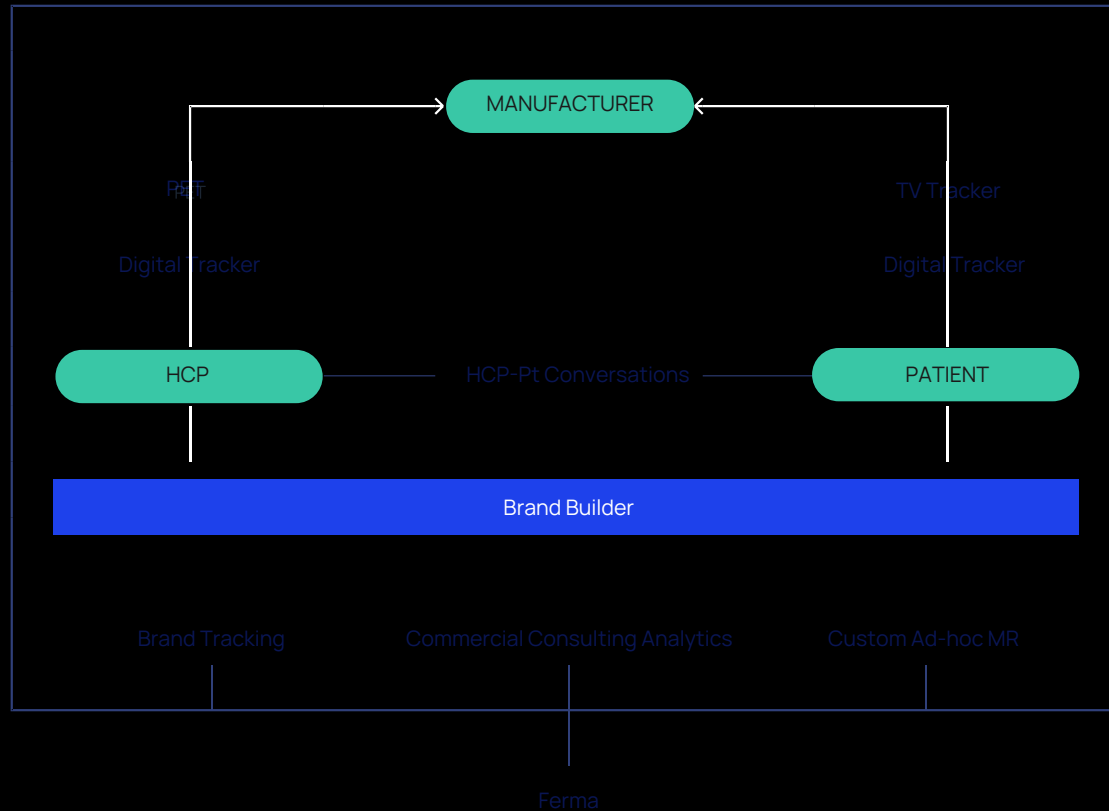 MANUFACTURER
PET
TV Tracker
Digital Tracker
Digital Tracker
HCP
HCP-Pt Conversations
PATIENT
Brand Builder
Brand Tracking
Commercial Consulting Analytics
Custom Ad-hoc MR
Ferma